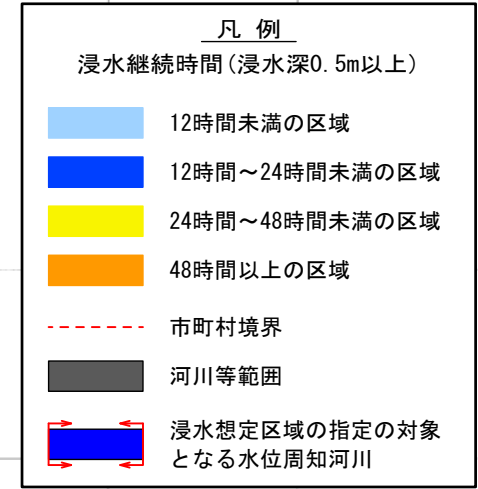 凡 例
浸水継続時間(浸水深0.5m以上)
12時間未満の区域
12時間～24時間未満の区域
24時間～48時間未満の区域
48時間以上の区域
市町村境界
河川等範囲
浸水想定区域の指定の対象
となる水位周知河川